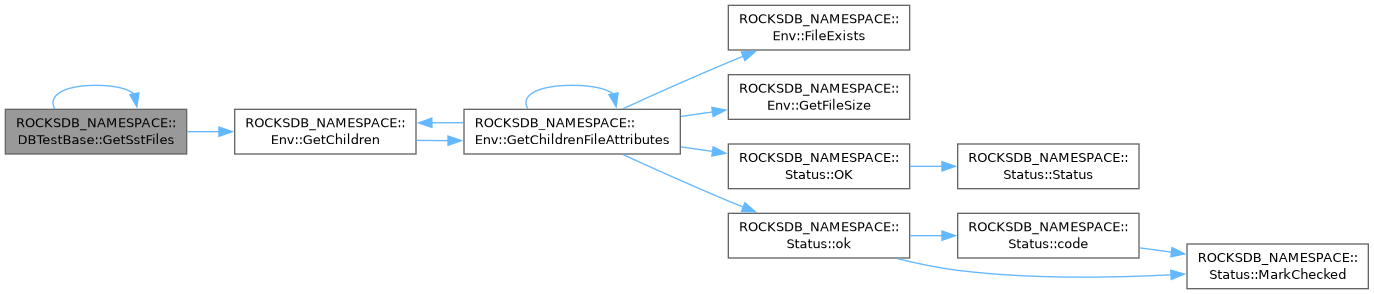 ROCKSDB_NAMESPACE::
DBTestBase::GetSstFiles
ROCKSDB_NAMESPACE::
Env::GetChildren
ROCKSDB_NAMESPACE::
Env::GetChildrenFileAttributes
ROCKSDB_NAMESPACE::
Env::FileExists
ROCKSDB_NAMESPACE::
Env::GetFileSize
ROCKSDB_NAMESPACE::
Status::OK
ROCKSDB_NAMESPACE::
Status::Status
ROCKSDB_NAMESPACE::
Status::ok
ROCKSDB_NAMESPACE::
Status::code
ROCKSDB_NAMESPACE::
Status::MarkChecked